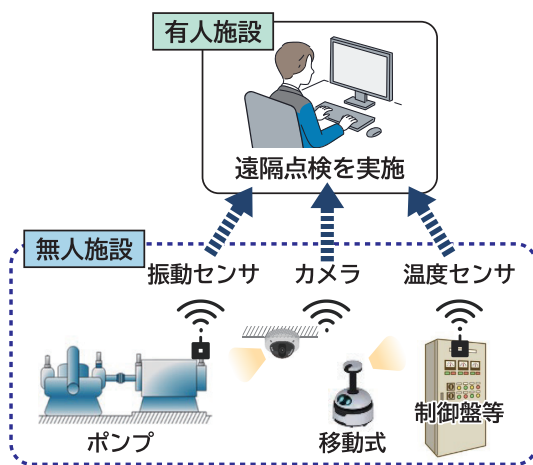 有人施設
遠隔点検を実施
無人施設
振動センサ
カメラ
温度センサ
ポンプ
移動式
制御盤等